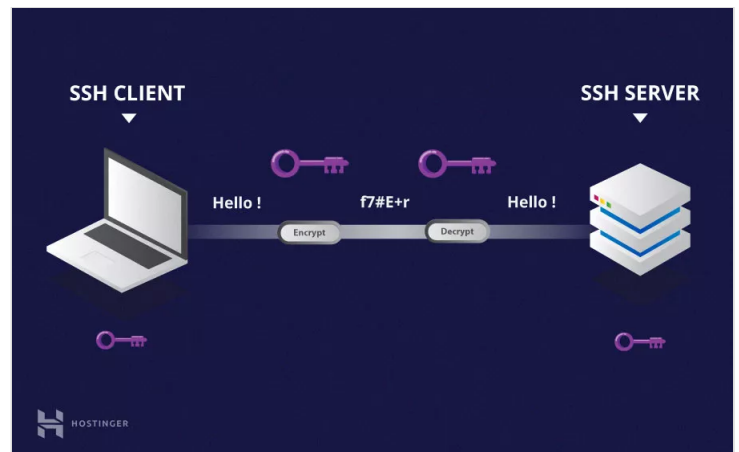 SSH CLIENT
SSH SERVER
Hello !
f7#E+r
Hello !
Encrypt
Decrypt
HOSTINGER